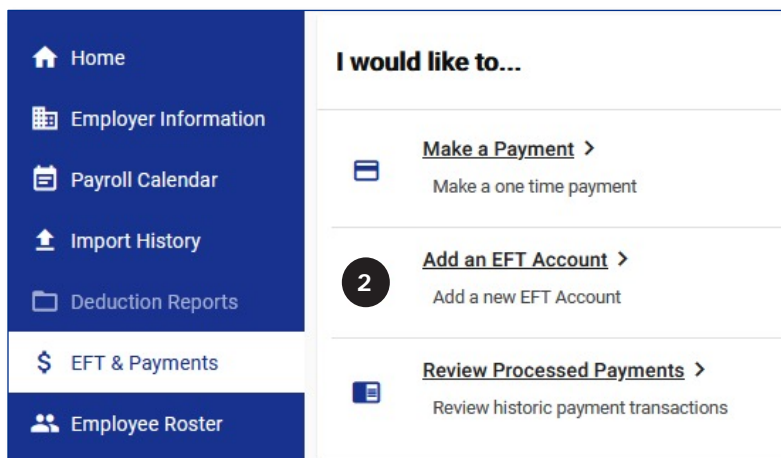 Home
Employer Information
Payroll Calendar
Import History
Deduction Reports
EFT & Payments
Employee Roster
I would like to...
Make a Payment
Make a one time payment
2
Add an EFT Account
Add a new EFT Account
Review Processed Payments
Review historic payment transactions